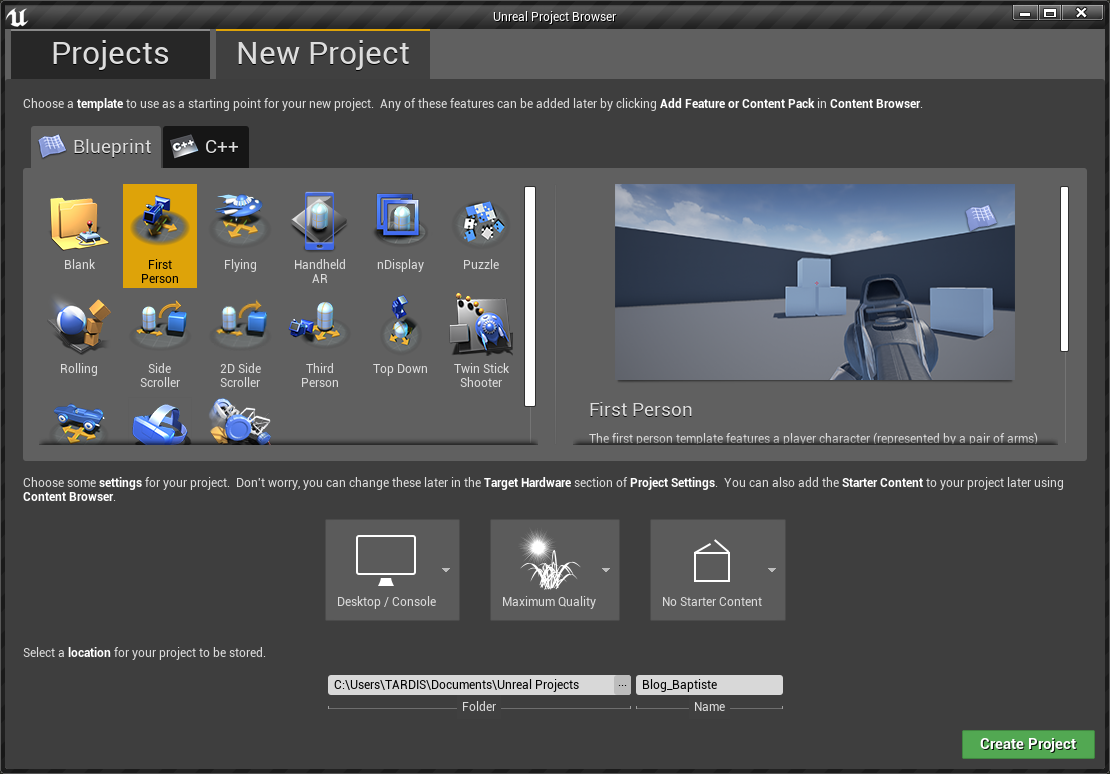 Unreal Project Browser
Projects
New Project
Choose a template to use as a starting point for your new project.  Any of these features can be added later by clicking Add Feature or Content Pack in Content Browser.
Blueprint
C++
C++
Blank
First
Person
Flying
Handheld
AR
nDisplay
Puzzle
Rolling
Side
Scroller
2D Side
Scroller
Third
Person
Top Down
Twin Stick
Shooter
First Person
The first person template features a player character (represented by a pair of arms)
Choose some settings for your project.  Don't worry, you can change these later in the Target Hardware section of Project Settings.  You can also add the Starter Content to your project later using
Content Browser.
Desktop / Console
Maximum Quality
No Starter Content
Select a location for your project to be stored.
C:\Users\TARDIS\Documents\Unreal Projects
...
Blog_Baptiste
Folder
Name
Create Project